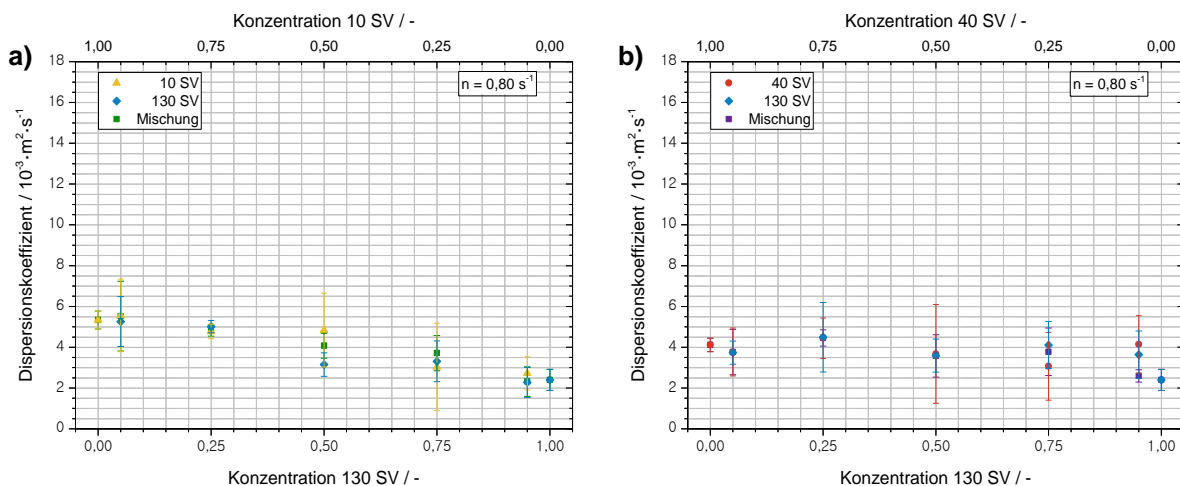 Konzentration 10 SV / -
1,00 0,75 0,50 0,25 0,00
a)
18
16
14
12
10
8
6
4
2
0
Dispersionskoeffizient / 10⁻³·m²·s⁻¹
10 SV
130 SV
Mischung
n = 0,80 s⁻¹
0,00 0,25 0,50 0,75 1,00
Konzentration 130 SV / -
Konzentration 40 SV / -
1,00 0,75 0,50 0,25 0,00
b)
18
16
14
12
10
8
6
4
2
0
Dispersionskoeffizient / 10⁻³·m²·s⁻¹
40 SV
130 SV
Mischung
n = 0,80 s⁻¹
0,00 0,25 0,50 0,75 1,00
Konzentration 130 SV / -